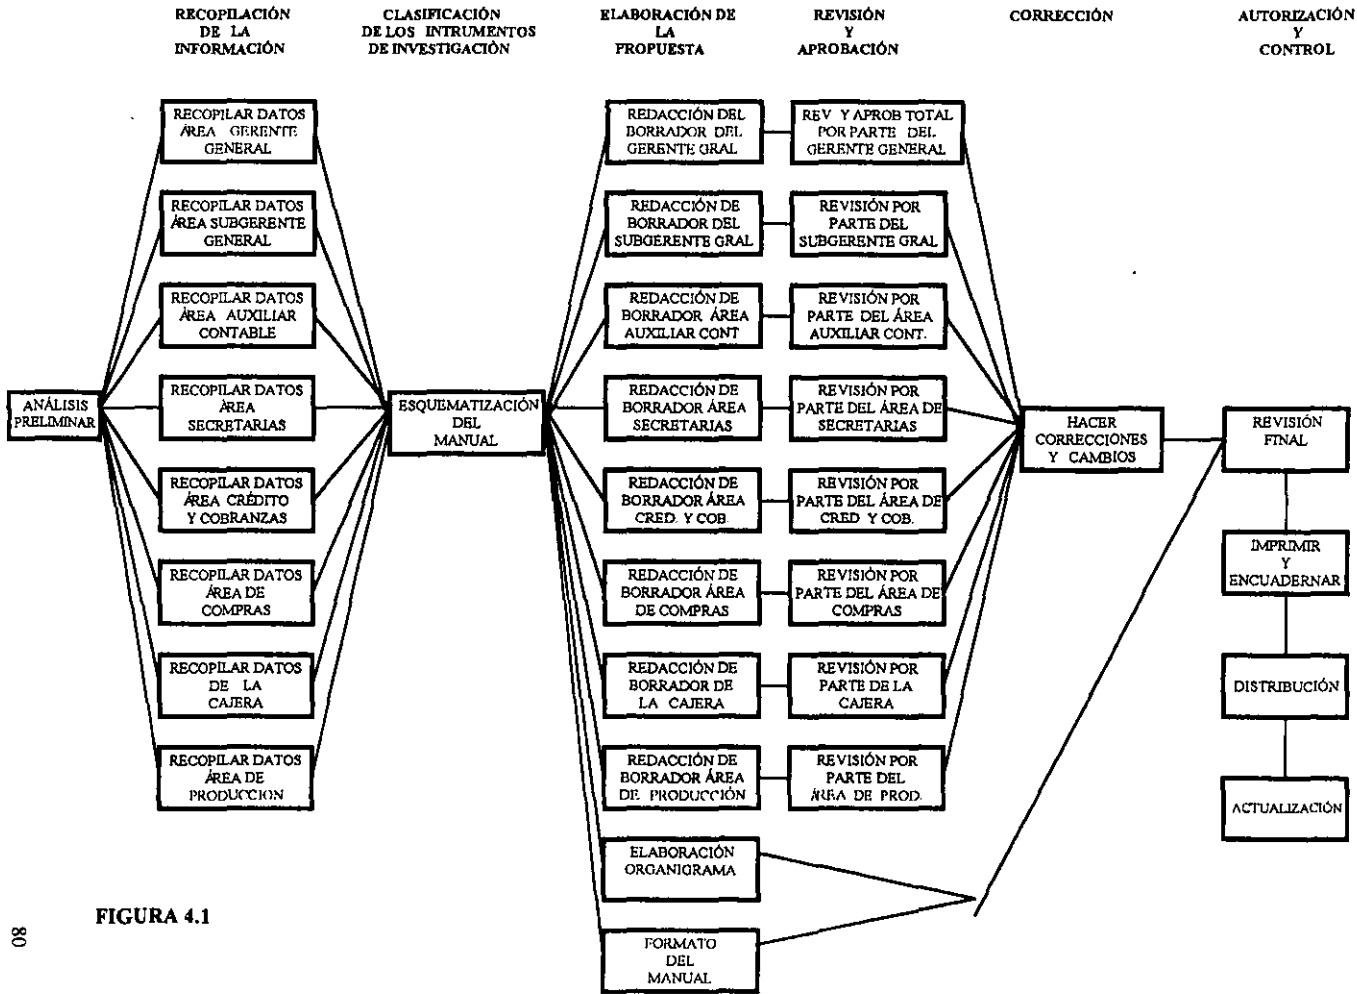 RECOPILACIÓN
DE LA
INFORMACIÓN
CLASIFICACIÓN
DE LOS INTRUMENTOS
DE INVESTIGACIÓN
ELABORACIÓN DE
LA
PROPUESTA
REVISIÓN
Y
APROBACIÓN
CORRECCIÓN
AUTORIZACIÓN
Y
CONTROL
ANÁLISIS
PRELIMINAR
RECOPILAR DATOS
ÁREA GERENTE
GENERAL
RECOPILAR DATOS
ÁREA SUBGERENTE
GENERAL
RECOPILAR DATOS
ÁREA AUXILIAR
CONTABLE
RECOPILAR DATOS
ÁREA
SECRETARIAS
RECOPILAR DATOS
ÁREA CRÉDITO
Y COBRANZAS
RECOPILAR DATOS
ÁREA DE
COMPRAS
RECOPILAR DATOS
DE LA
CAJERA
RECOPILAR DATOS
ÁREA DE
PRODUCCION
ESQUEMATIZACIÓN
DEL
MANUAL
REDACCIÓN DEL
BORRADOR DEL
GERENTE GRAL
REDACCIÓN DE
BORRADOR DEL
SUBGERENTE GRAL
REDACCIÓN DE
BORRADOR ÁREA
AUXILIAR CONT
REDACCIÓN DE
BORRADOR ÁREA
SECRETARIAS
REDACCIÓN DE
BORRADOR ÁREA
CRED. Y COB.
REDACCIÓN DE
BORRADOR ÁREA
DE COMPRAS
REDACCIÓN DE
BORRADOR DE
LA CAJERA
REDACCIÓN DE
BORRADOR ÁREA
DE PRODUCCIÓN
ELABORACIÓN
ORGANIGRAMA
FORMATO
DEL
MANUAL
REV Y APROB TOTAL
POR PARTE DEL
GERENTE GENERAL
REVISIÓN POR
PARTE DEL
SUBGERENTE GRAL
REVISIÓN POR
PARTE DEL ÁREA
AUXILIAR CONT.
REVISIÓN POR
PARTE DEL ÁREA DE
SECRETARIAS
REVISIÓN POR
PARTE DEL ÁREA DE
CRED Y COB.
REVISIÓN POR
PARTE DEL ÁREA DE
COMPRAS
REVISIÓN POR
PARTE DE LA
CAJERA
REVISIÓN POR
PARTE DEL
ÁREA DE PROD.
HACER
CORRECCIONES
Y CAMBIOS
REVISIÓN
FINAL
IMPRIMIR
Y
ENCUADERNAR
DISTRIBUCIÓN
ACTUALIZACIÓN
FIGURA 4.1
80